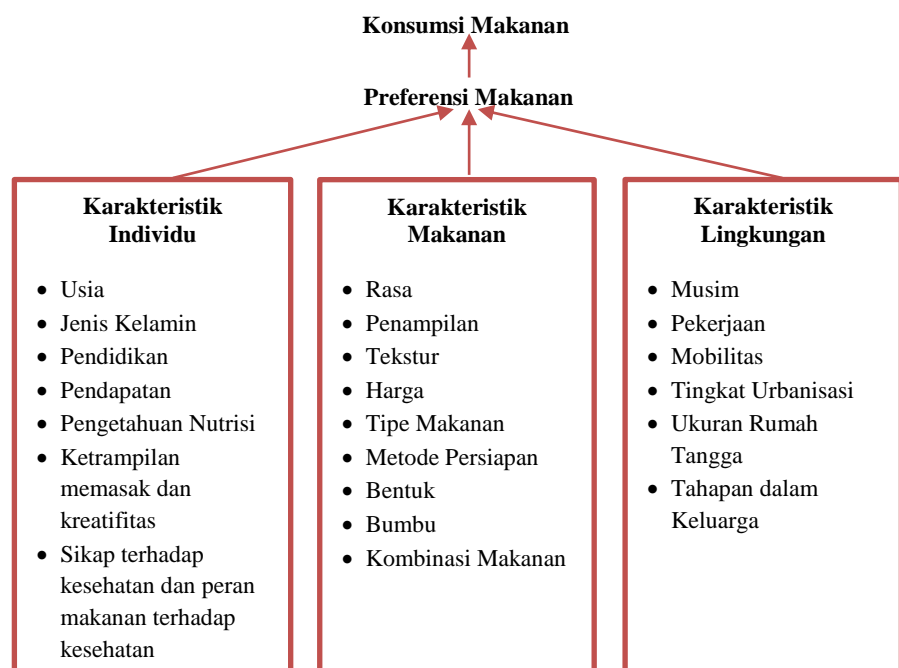 Konsumsi Makanan
Preferensi Makanan
Karakteristik
Individu
• Usia
• Jenis Kelamin
• Pendidikan
• Pendapatan
• Pengetahuan Nutrisi
• Ketrampilan
memasak dan
kreatifitas
• Sikap terhadap
kesehatan dan peran
makanan terhadap
kesehatan
Karakteristik
Makanan
• Rasa
• Penampilan
• Tekstur
• Harga
• Tipe Makanan
• Metode Persiapan
• Bentuk
• Bumbu
• Kombinasi Makanan
Karakteristik
Lingkungan
• Musim
• Pekerjaan
• Mobilitas
• Tingkat Urbanisasi
• Ukuran Rumah
Tangga
• Tahapan dalam
Keluarga